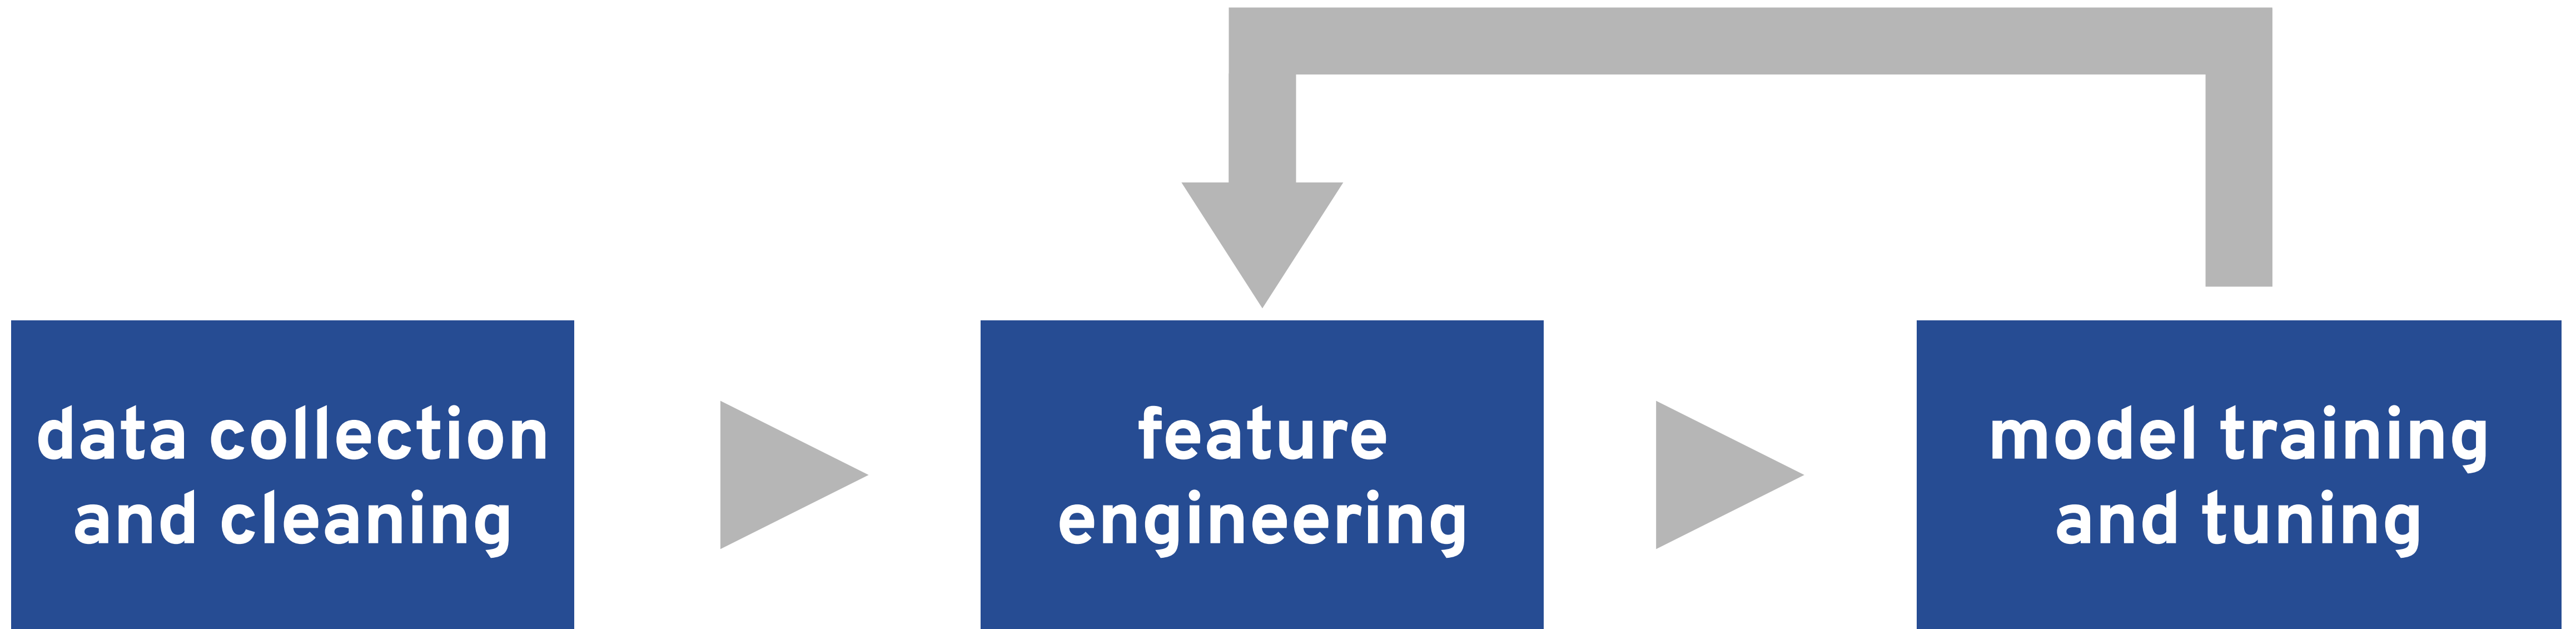 data collection
and cleaning
feature
engineering
model training
and tuning